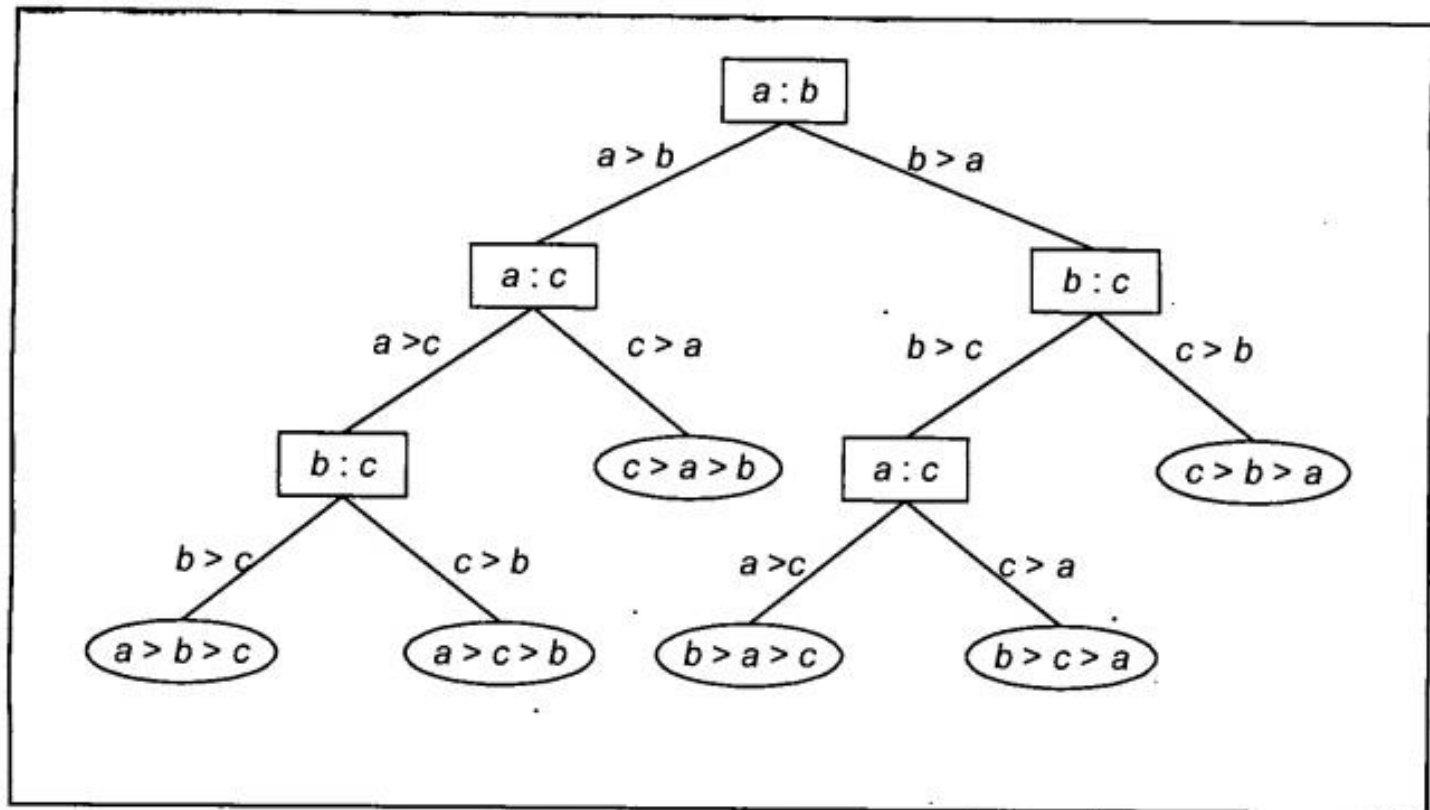 a : b
a > b b > a
a : c b : c
a >c c > a b > c c > b
b : c c > a > b a : c c > b > a
b > c c > b a >c c > a
a > b > c a > c > b b > a > c b > c > a